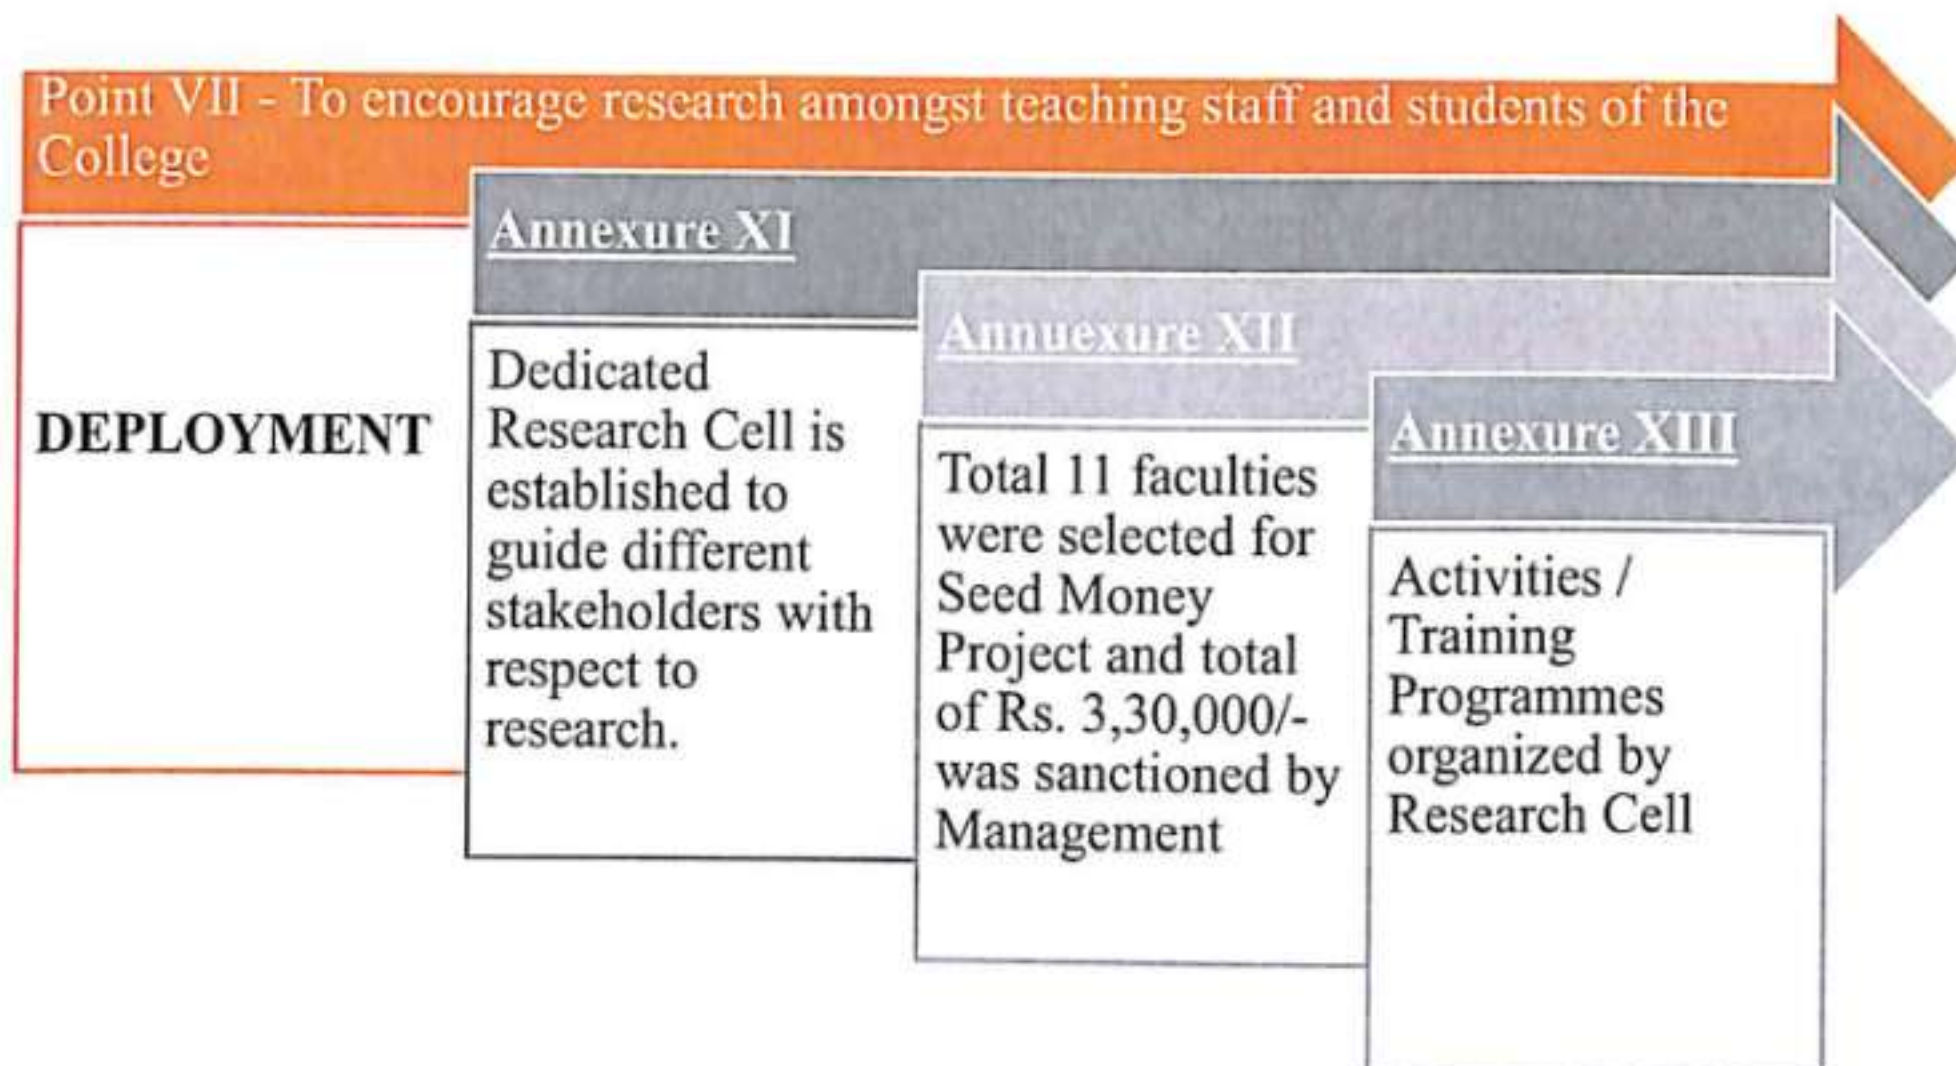 Point VII - To encourage research amongst teaching staff and students of the
College
DEPLOYMENT
Annexure XI
Dedicated
Research Cell is
established to
guide different
stakeholders with
respect to
research.
Annuexure XII
Total 11 faculties
were selected for
Seed Money
Project and total
of Rs. 3,30,000/-
was sanctioned by
Management
Annexure XIII
Activities /
Training
Programmes
organized by
Research Cell